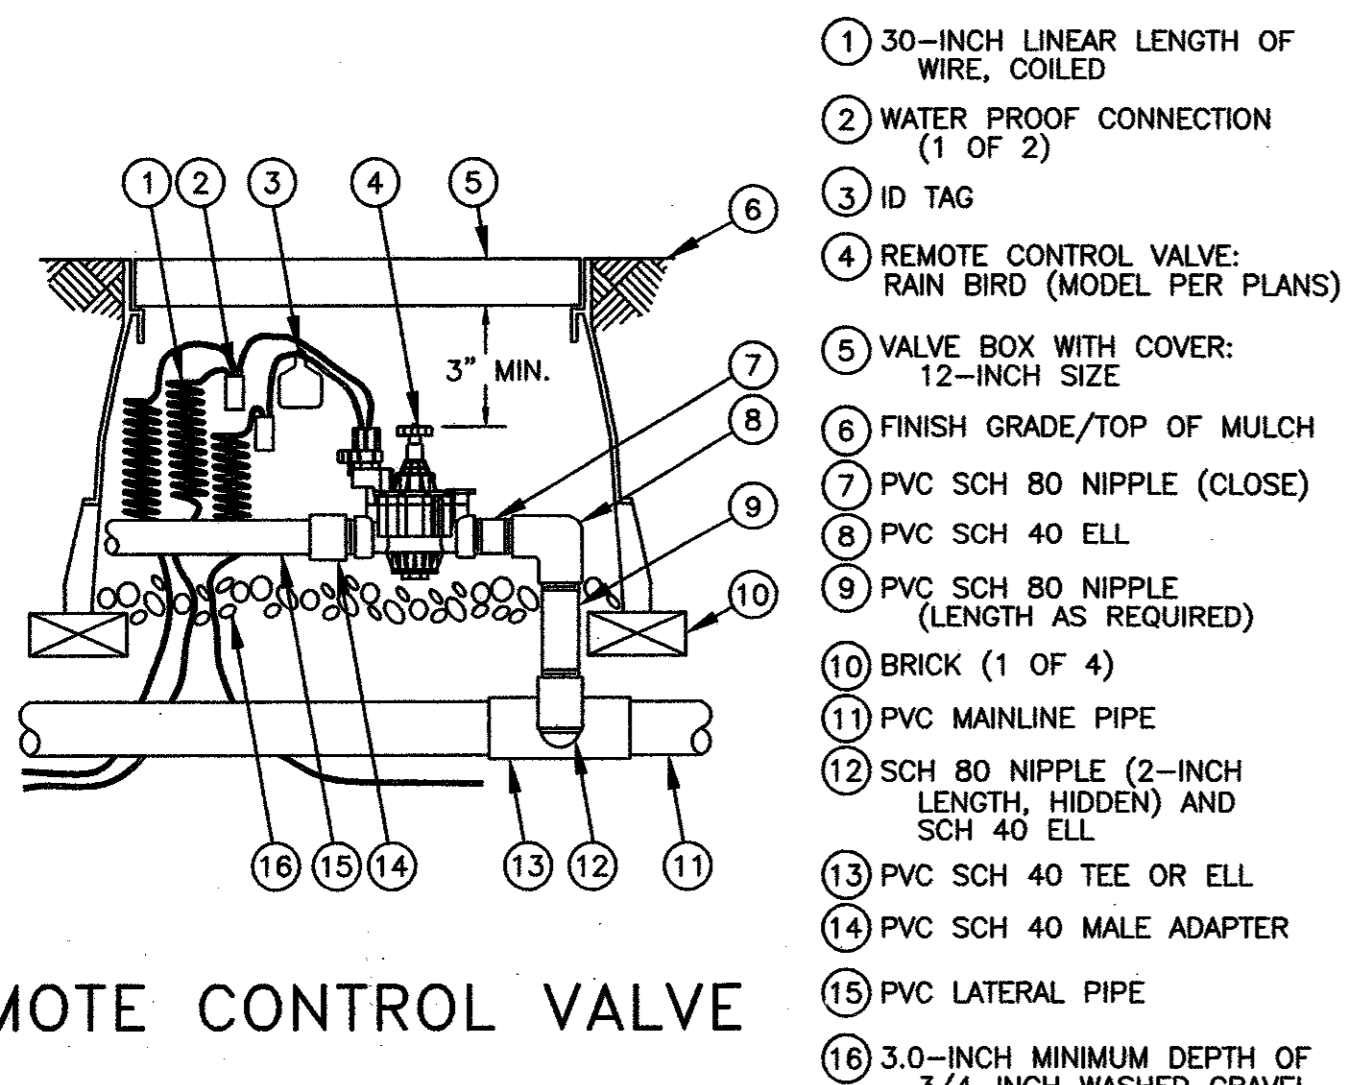 1 30-INCH LINEAR LENGTH OF
WIRE, COILED
2 WATER PROOF CONNECTION
(1 OF 2)
3 ID TAG
4 REMOTE CONTROL VALVE:
RAIN BIRD (MODEL PER PLANS)
5 VALVE BOX WITH COVER:
12-INCH SIZE
6 FINISH GRADE/TOP OF MULCH
7 PVC SCH 80 NIPPLE (CLOSE)
8 PVC SCH 40 ELL
9 PVC SCH 80 NIPPLE
(LENGTH AS REQUIRED)
10 BRICK (1 OF 4)
11 PVC MAINLINE PIPE
12 SCH 80 NIPPLE (2-INCH
LENGTH, HIDDEN) AND
SCH 40 ELL
13 PVC SCH 40 TEE OR ELL
14 PVC SCH 40 MALE ADAPTER
15 PVC LATERAL PIPE
16 3.0-INCH MINIMUM DEPTH OF
3/4-INCH WASHED GRAVEL
1 2 3 4 5
6
3" MIN.
7
8
9
10
16 15 14 13 12 11
MOTE CONTROL VALVE